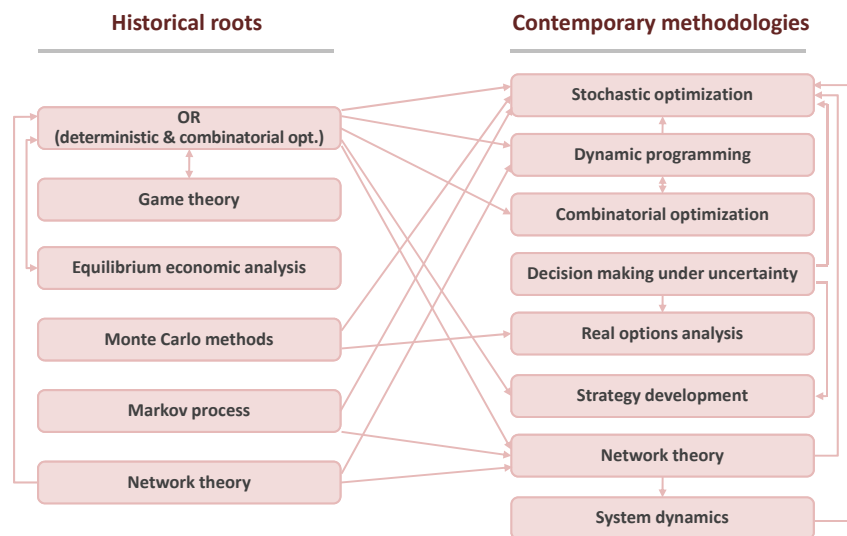 Historical roots
Contemporary methodologies
OR
(deterministic & combinatorial opt.)
Game theory
Equilibrium economic analysis
Monte Carlo methods
Markov process
Network theory
Stochastic optimization
Dynamic programming
Combinatorial optimization
Decision making under uncertainty
Real options analysis
Strategy development
Network theory
System dynamics